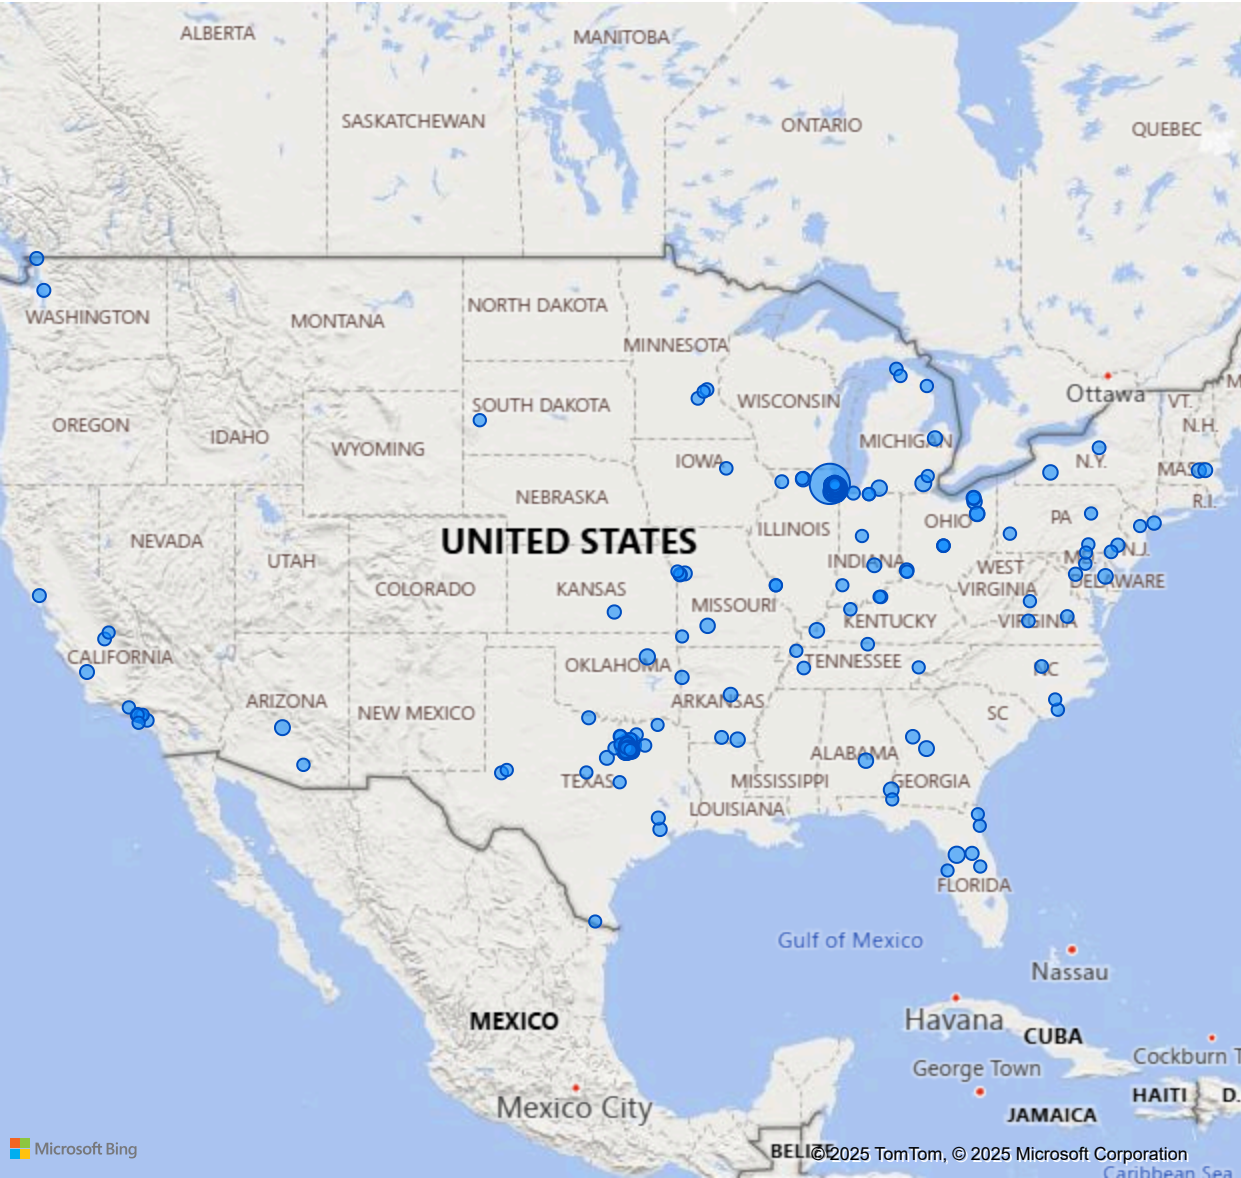 ALBERTA
MANITOBA
SASKATCHEWAN
ONTARIO
QUEBEC
WASHINGTON
MONTANA
NORTH DAKOTA
MINNESOTA
Ottawa
VT.
N.H.
OREGON
IDAHO
SOUTH DAKOTA
WISCONSIN
WYOMING
MICHIGAN
IOWA
N.Y.
MAS
R.I.
NEBRASKA
NEVADA
UNITED STATES
ILLINOIS
OHIO
PA
N.J.
UTAH
COLORADO
KANSAS
INDIANA
WEST
VIRGINIA
DELAWARE
MISSOURI
KENTUCKY
VIRGINIA
CALIFORNIA
OKLAHOMA
TENNESSEE
NC
ARIZONA
NEW MEXICO
ARKANSAS
SC
ALABAMA
TEXAS
MISSISSIPPI
GEORGIA
LOUISIANA
FLORIDA
Gulf of Mexico
Nassau
MEXICO
Havana
CUBA
George Town
Cockburn T
Mexico City
JAMAICA
HAITI
D.
Microsoft Bing
BELIZE
© 2025 TomTom, © 2025 Microsoft Corporation
Caribbean Sea